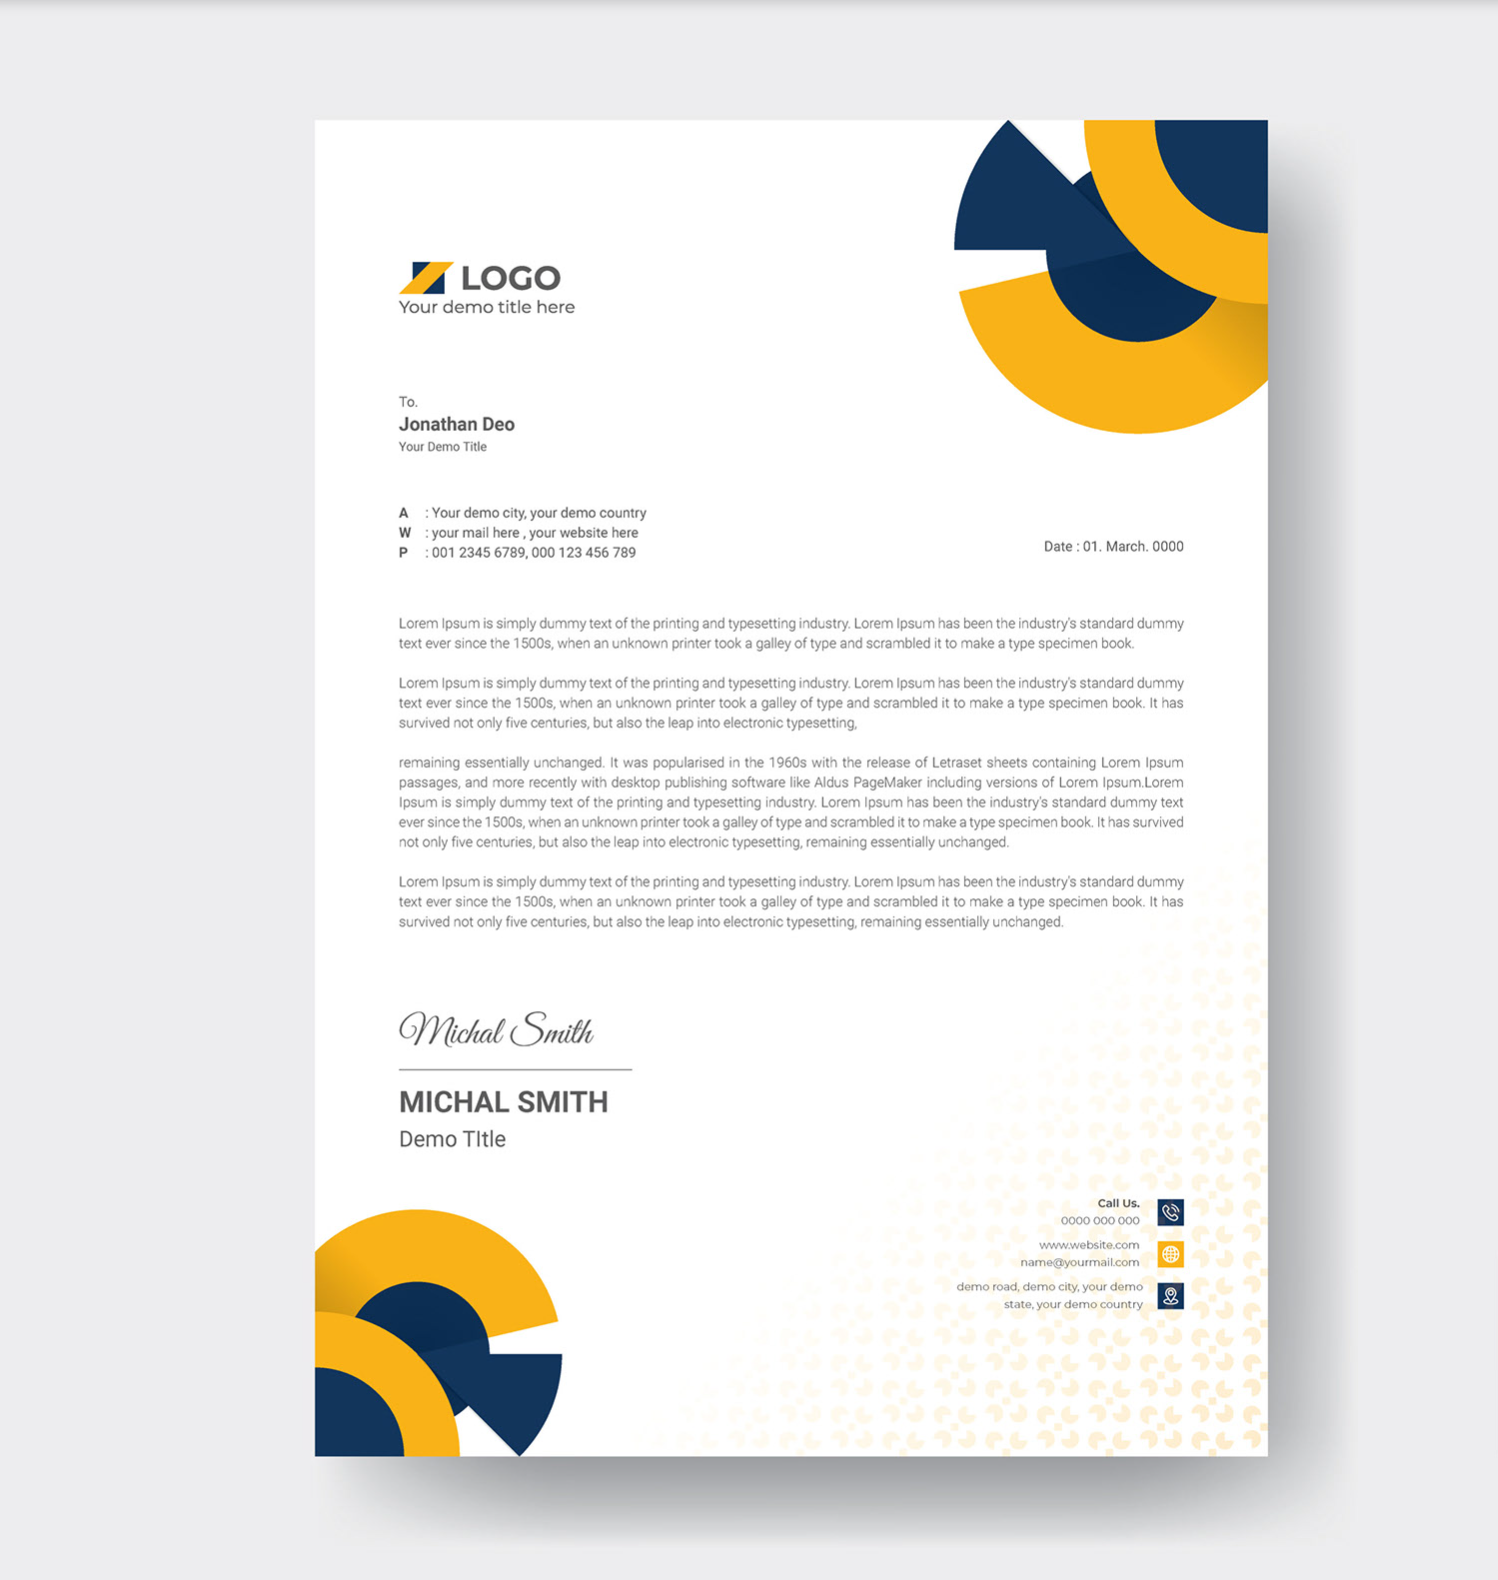 LOGO
Your demo title here
To.
Jonathan Deo
Your Demo Title
A : Your demo city, your demo country
W : your mail here , your website here
P : 001 2345 6789, 000 123 456 789
Date : 01. March. 0000
Lorem Ipsum is simply dummy text of the printing and typesetting industry. Lorem Ipsum has been the industry's standard dummy
text ever since the 1500s, when an unknown printer took a galley of type and scrambled it to make a type specimen book.
Lorem Ipsum is simply dummy text of the printing and typesetting industry. Lorem Ipsum has been the industry's standard dummy
text ever since the 1500s, when an unknown printer took a galley of type and scrambled it to make a type specimen book. It has
survived not only five centuries, but also the leap into electronic typesetting,
remaining essentially unchanged. It was popularised in the 1960s with the release of Letraset sheets containing Lorem Ipsum
passages, and more recently with desktop publishing software like Aldus PageMaker including versions of Lorem Ipsum.Lorem
Ipsum is simply dummy text of the printing and typesetting industry. Lorem Ipsum has been the industry's standard dummy text
ever since the 1500s, when an unknown printer took a galley of type and scrambled it to make a type specimen book. It has survived
not only five centuries, but also the leap into electronic typesetting, remaining essentially unchanged.
Lorem Ipsum is simply dummy text of the printing and typesetting industry. Lorem Ipsum has been the industry's standard dummy
text ever since the 1500s, when an unknown printer took a galley of type and scrambled it to make a type specimen book. It has
survived not only five centuries, but also the leap into electronic typesetting, remaining essentially unchanged.
Michal Smith
MICHAL SMITH
Demo TItle
Call Us.
0000 000 000
www.website.com
name@yourmail.com
demo road, demo city, your demo
state, your demo country